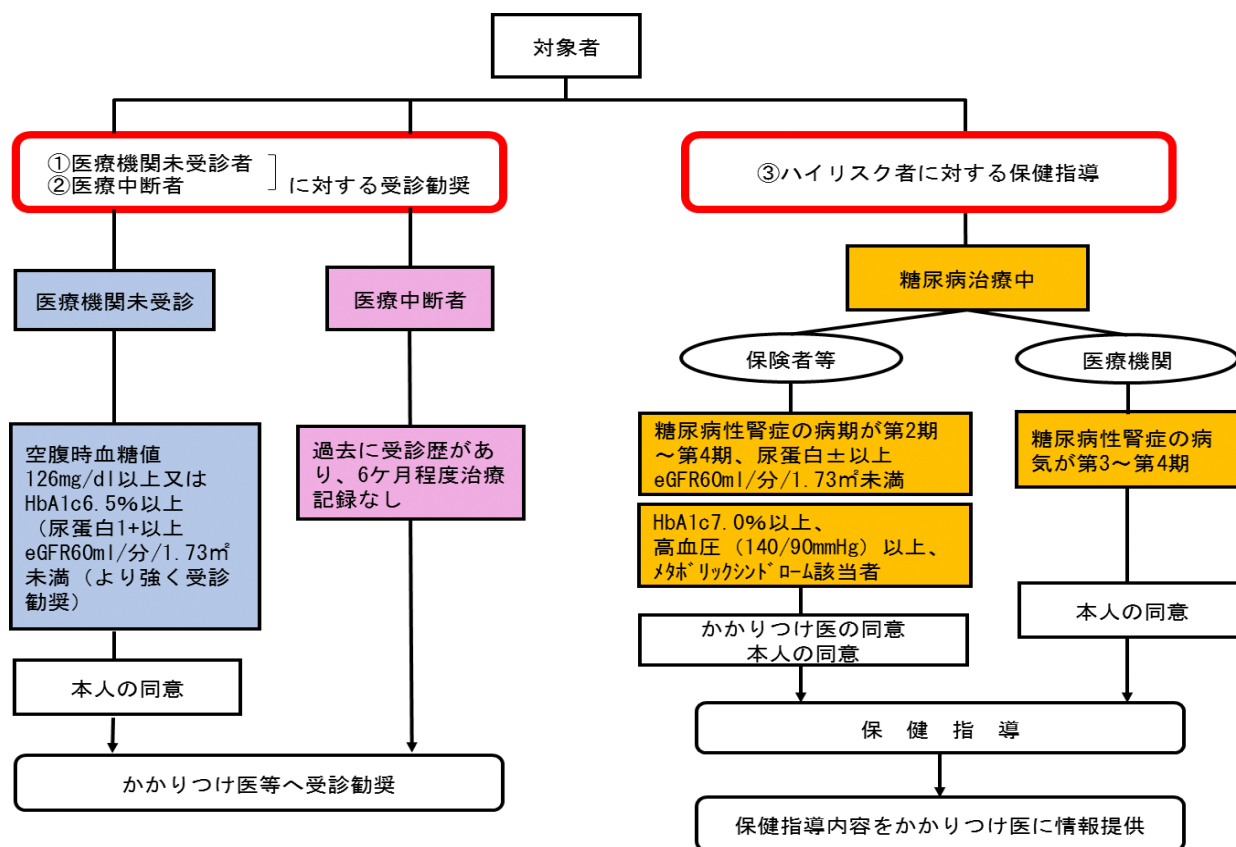 対象者
①医療機関未受診者
②医療中断者
に対する受診勧奨
③ハイリスク者に対する保健指導
医療機関未受診
医療中断者
糖尿病治療中
保険者等
医療機関
空腹時血糖値
126mg/dl以上又は
HbA1c6.5%以上
(尿蛋白1+以上
eGFR60ml/分/1.73㎡
未満(より強く受診
勧奨)
過去に受診歴があ
り、6ケ月程度治療
記録なし
糖尿病性腎症の病期が第2期
~第4期、尿蛋白±以上
eGFR60ml/分/1.73㎡未満
HbA1c7.0%以上、
高血圧(140/90mmHg)以上、
ﾒﾀﾎﾞﾘｯｸｼﾝﾄﾞﾛｰﾑ該当者
糖尿病性腎症の病
気が第3~第4期
かかりつけ医の同意
本人の同意
本人の同意
本人の同意
保 健 指 導
かかりつけ医等へ受診勧奨
保健指導内容をかかりつけ医に情報提供